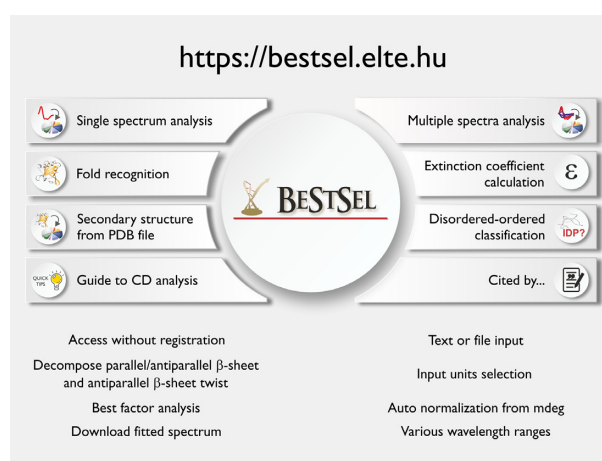 https://bestsel.elte.hu
Single spectrum analysis
Fold recognition
Secondary structure
from PDB file
QUICK
TIPS
Guide to CD analysis
BESTSEL
Multiple spectra analysis
Extinction coefficient
calculation
ε
Disordered-ordered
classification
IDP?
Cited by...
Access without registration
Decompose parallel/antiparallel β-sheet
and antiparallel β-sheet twist
Best factor analysis
Download fitted spectrum
Text or file input
Input units selection
Auto normalization from mdeg
Various wavelength ranges